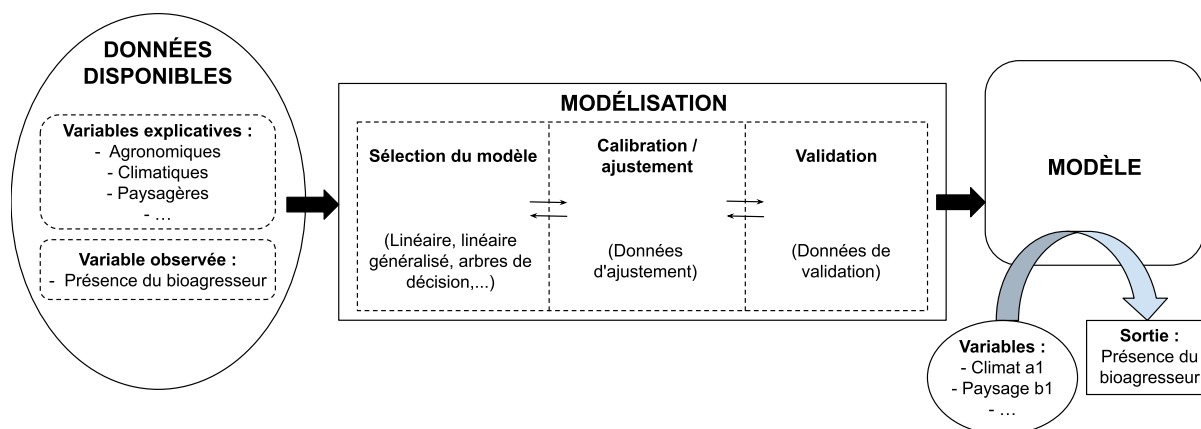 DONNÉES
DISPONIBLES
Variables explicatives :
- Agronomiques
- Climatiques
- Paysagères
- ...
Variable observée :
- Présence du bioagresseur
MODÉLISATION
Sélection du modèle
(Linéaire, linéaire
généralisé, arbres de
décision,...)
Calibration /
ajustement
(Données
d'ajustement)
Validation
(Données de
validation)
MODÈLE
Variables :
- Climat a1
- Paysage b1
- ...
Sortie :
Présence du
bioagresseur